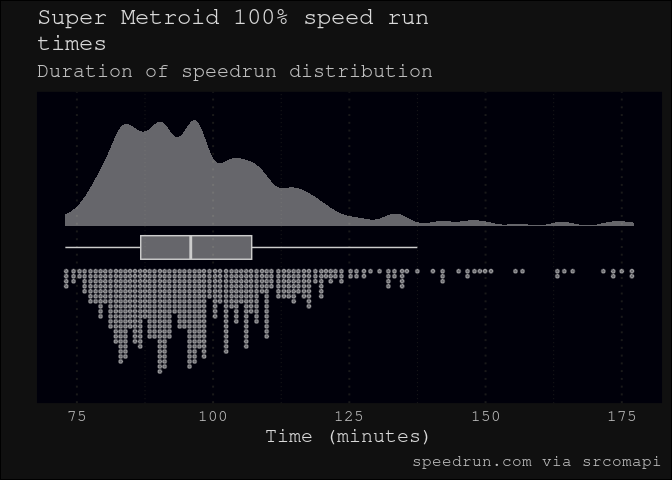 Super Metroid 100% speed run
times
Duration of speedrun distribution
75 100 125 150 175
Time (minutes)
speedrun.com via srcomapi